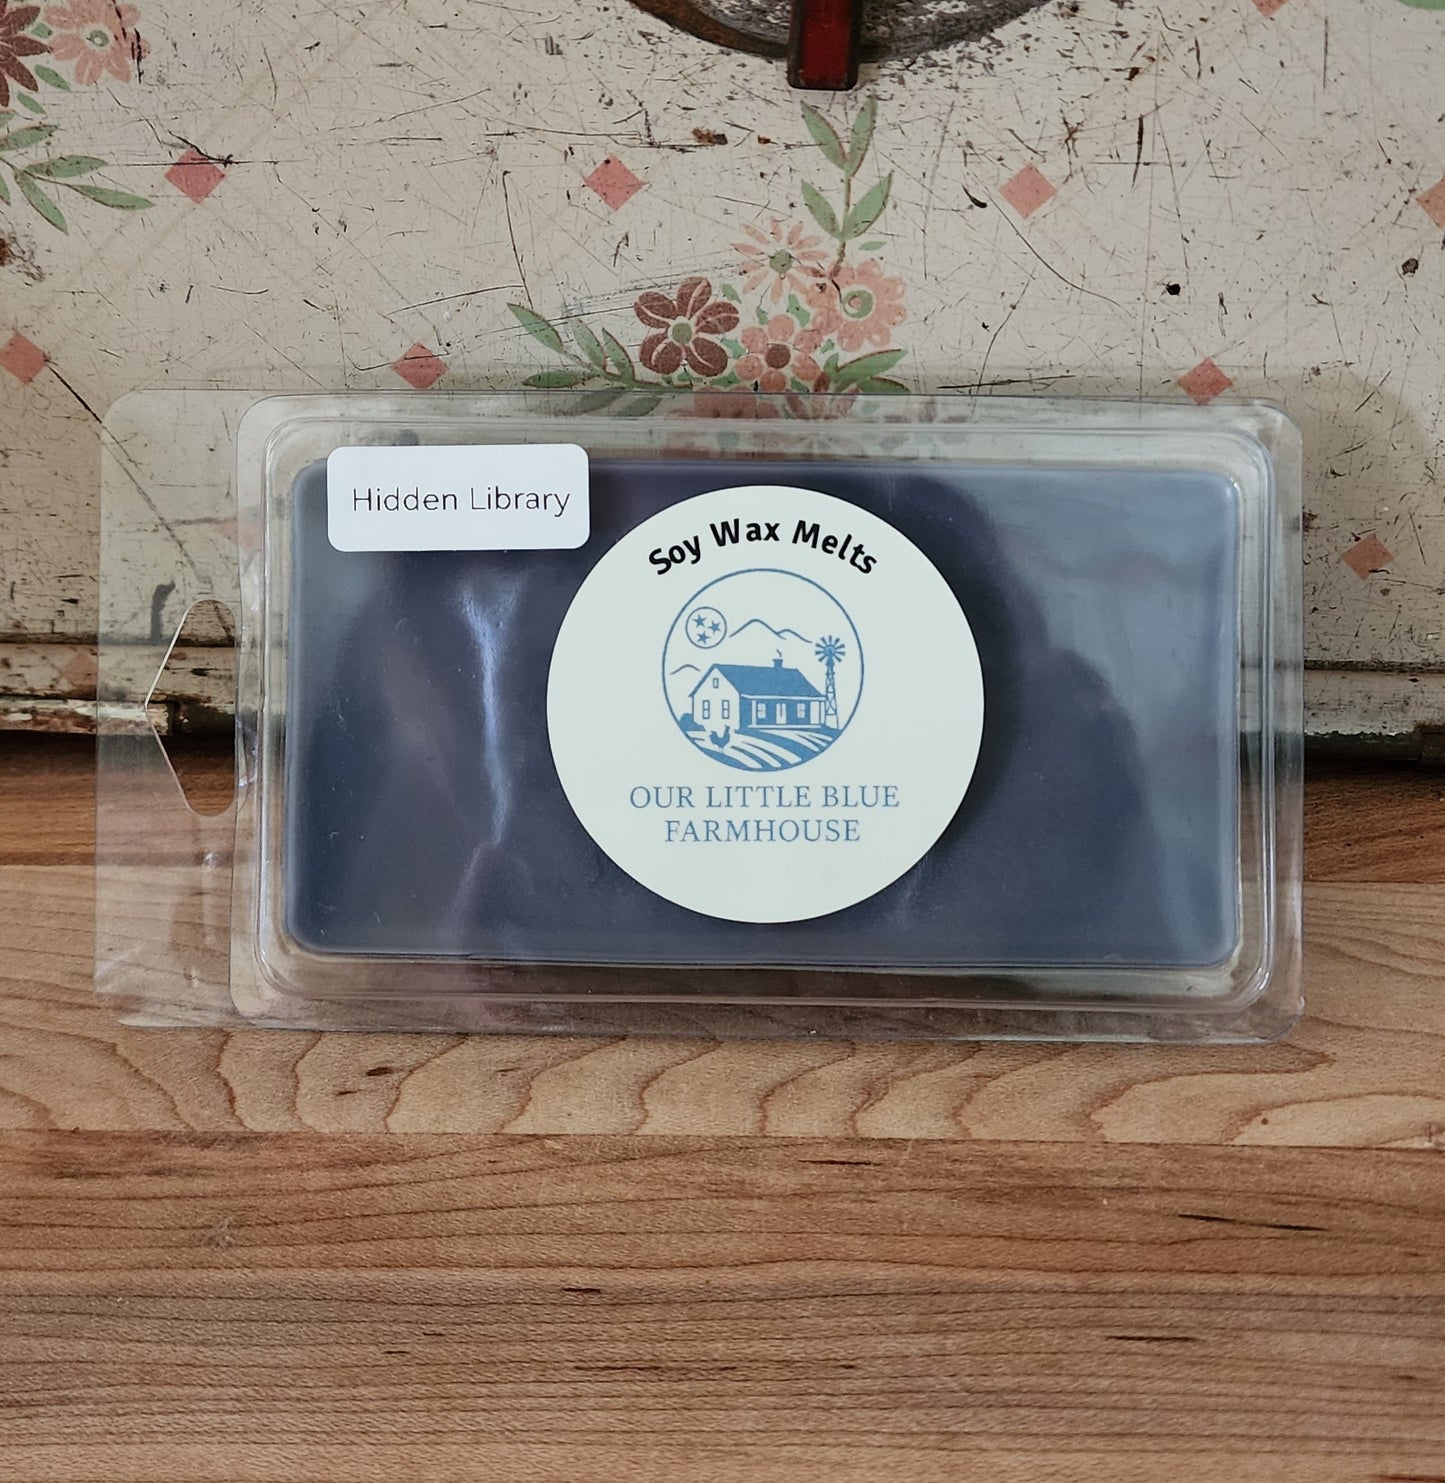 Hidden Library
Soy Wax Melts
OUR LITTLE BLUE
FARMHOUSE